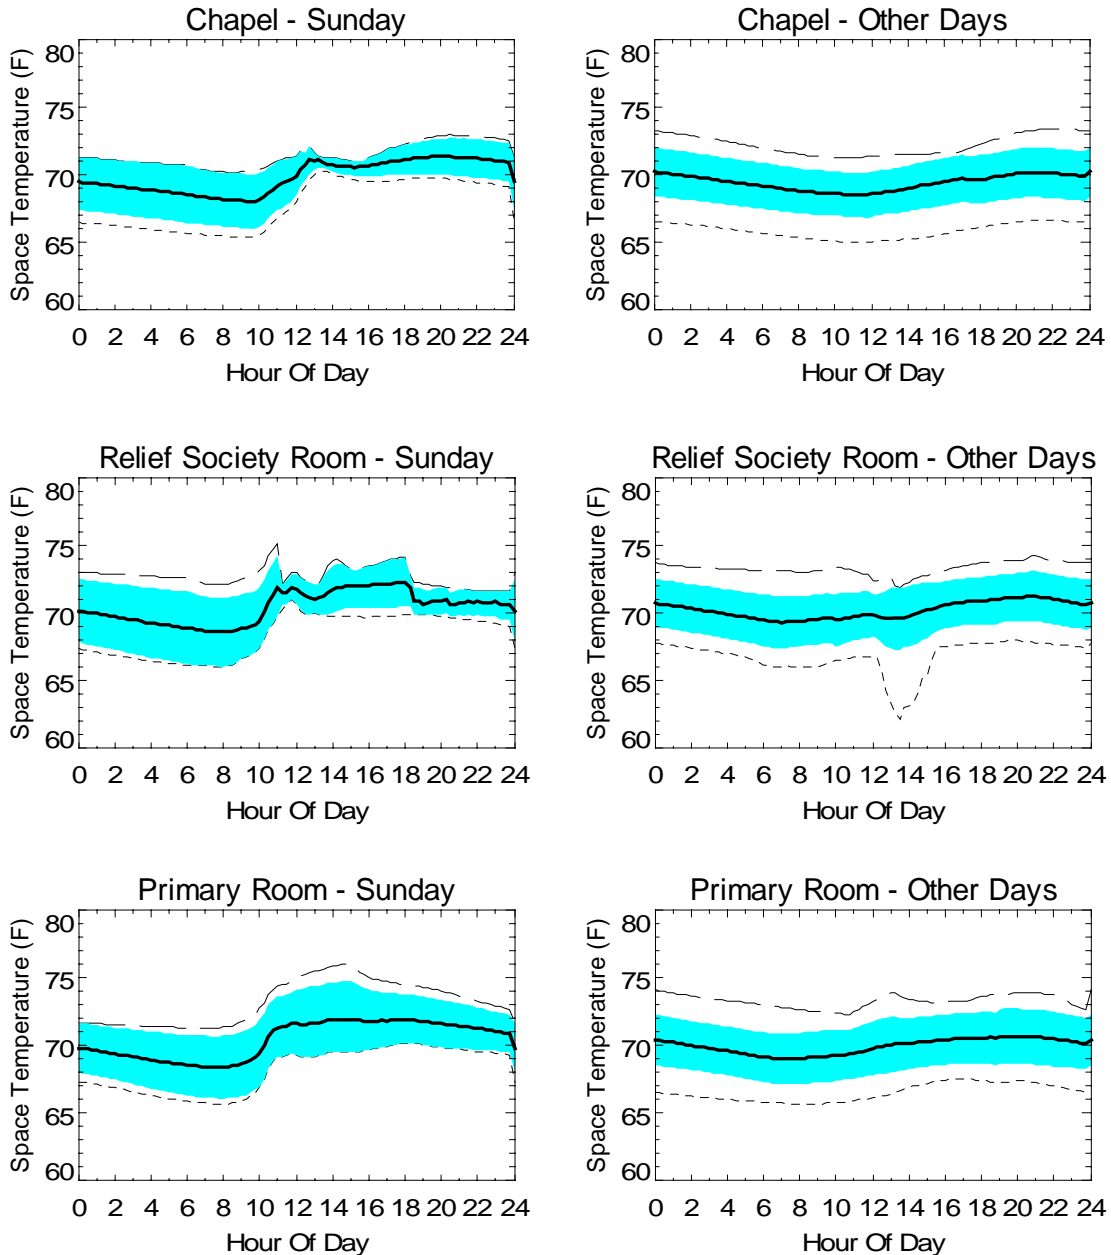 Chapel - Sunday
Space Temperature (F)
80
75
70
65
60
0 2 4 6 8 10 12 14 16 18 20 22 24
Hour Of Day
Chapel - Other Days
Space Temperature (F)
80
75
70
65
60
0 2 4 6 8 10 12 14 16 18 20 22 24
Hour Of Day
Relief Society Room - Sunday
Space Temperature (F)
80
75
70
65
60
0 2 4 6 8 10 12 14 16 18 20 22 24
Hour Of Day
Relief Society Room - Other Days
Space Temperature (F)
80
75
70
65
60
0 2 4 6 8 10 12 14 16 18 20 22 24
Hour Of Day
Primary Room - Sunday
Space Temperature (F)
80
75
70
65
60
0 2 4 6 8 10 12 14 16 18 20 22 24
Hour Of Day
Primary Room - Other Days
Space Temperature (F)
80
75
70
65
60
0 2 4 6 8 10 12 14 16 18 20 22 24
Hour Of Day